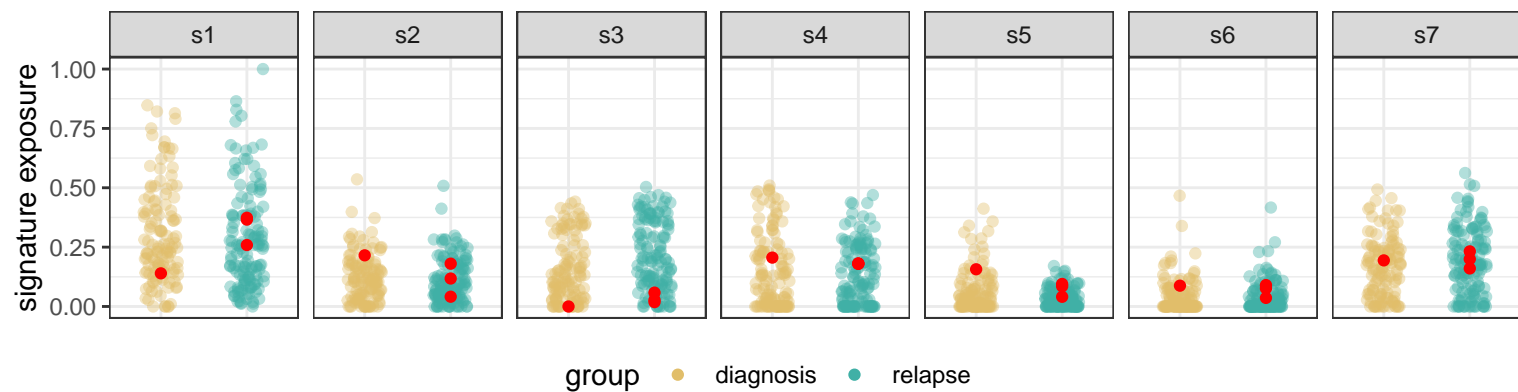 s1 s2 s3 s4 s5 s6 s7
signature exposure
1.00
0.75
0.50
0.25
0.00
group diagnosis relapse